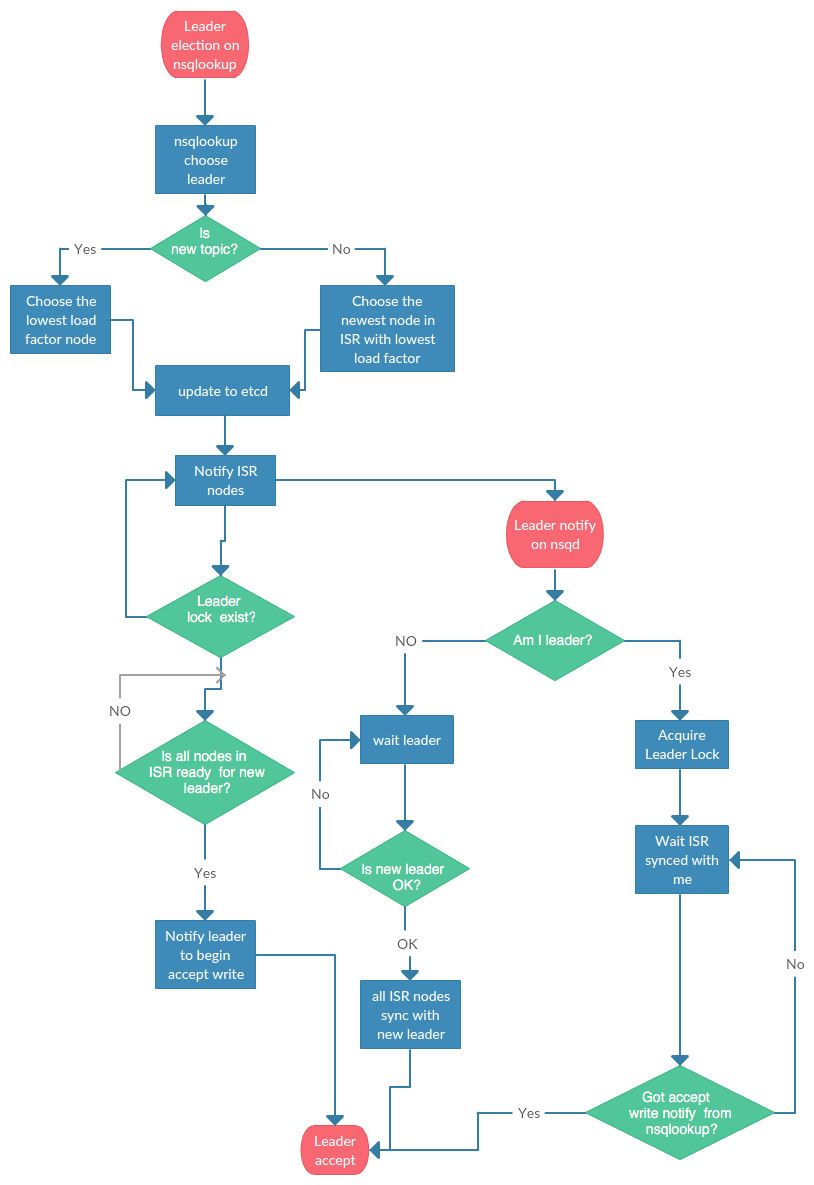 Leader
election on
nsqlookup
nsqlookup
choose
leader
Is
new topic?
Yes
No
Choose the
lowest load
factor node
Choose the
newest node in
ISR with lowest
load factor
update to etcd
Notify ISR
nodes
Leader notify
on nsqd
Leader
lock exist?
Am I leader?
NO
Yes
NO
wait leader
Acquire
Leader Lock
Is all nodes in
ISR ready for new
leader?
No
Wait ISR
synced with
me
Is new leader
OK?
Yes
OK
Notify leader
to begin
accept write
No
all ISR nodes
sync with
new leader
Got accept
write notify from
nsqlookup?
Yes
Leader
accept